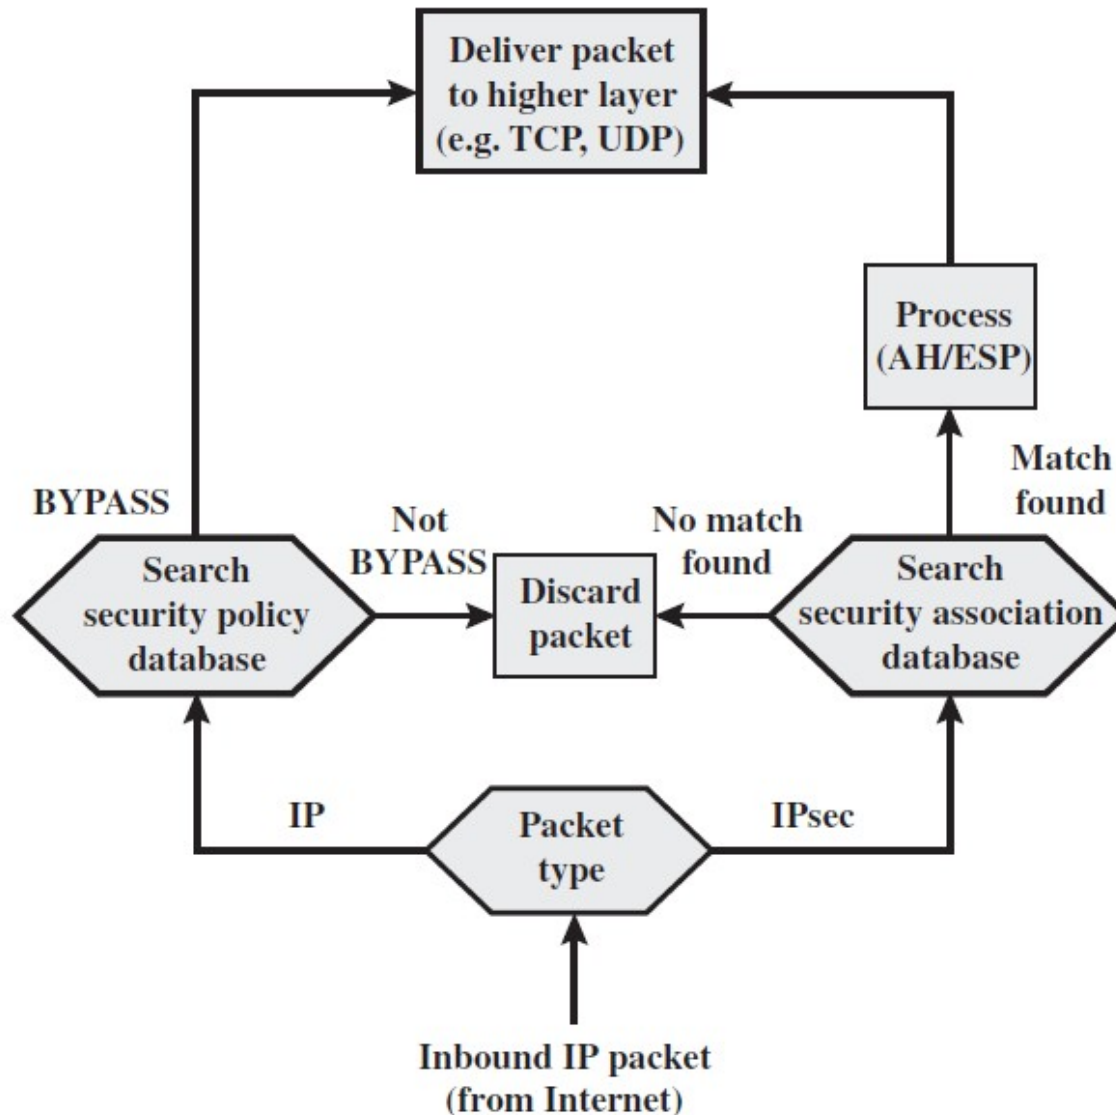 Deliver packet
to higher layer
(e.g. TCP, UDP)
Process
(AH/ESP)
BYPASS
Not
BYPASS
No match
found
Match
found
Search
security policy
database
Discard
packet
Search
security association
database
IP
Packet
type
IPsec
Inbound IP packet
(from Internet)